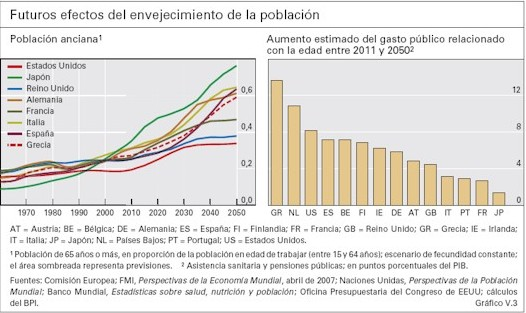 Futuros efectos del envejecimiento de la población
Población anciana¹
Estados Unidos
Japón
Reino Unido
Alemania
Francia
Italia
España
Grecia
0,6
0,4
0,2
0,0
1970 1980 1990 2000 2010 2020 2030 2040 2050
Aumento estimado del gasto público relacionado
con la edad entre 2011 y 2050²
12
8
4
0
GR NL US ES BE FI IE DE AT GB IT PT FR JP
AT = Austria; BE = Bélgica; DE = Alemania; ES = España; FI = Finlandia; FR = Francia; GB = Reino Unido; GR = Grecia; IE = Irlanda;
IT = Italia; JP = Japón; NL = Países Bajos; PT = Portugal; US = Estados Unidos.
¹ Población de 65 años o más, en proporción de la población en edad de trabajar (entre 15 y 64 años); escenario de fecundidad constante;
el área sombreada representa previsiones. ² Asistencia sanitaria y pensiones públicas; en puntos porcentuales del PIB.
Fuentes: Comisión Europea; FMI, Perspectivas de la Economía Mundial, abril de 2007; Naciones Unidas, Perspectivas de la Población
Mundial; Banco Mundial, Estadísticas sobre salud, nutrición y población; Oficina Presupuestaria del Congreso de EEUU; cálculos
del BPI. Gráfico V.3